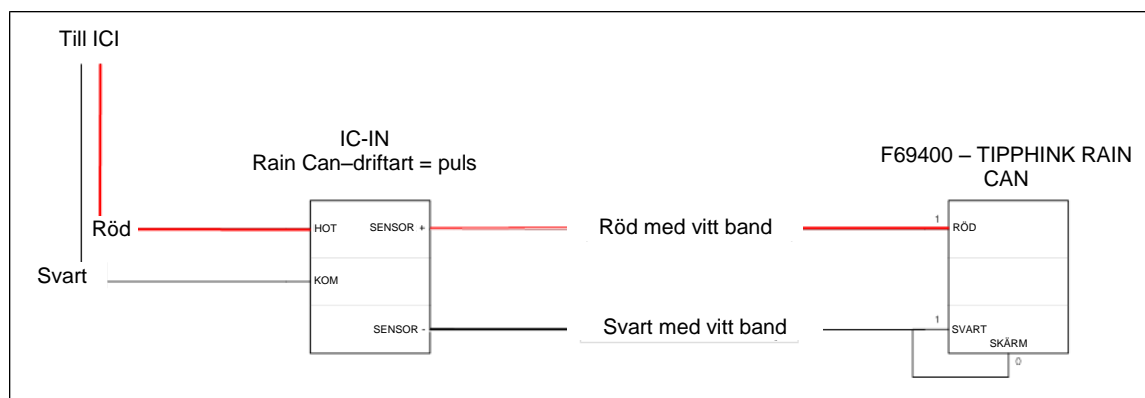 Till ICI
IC-IN
Rain Can–driftart = puls
F69400 – TIPPHINK RAIN
CAN
Röd
HOT
SENSOR +
Röd med vitt band
1
RÖD
Svart
KOM
SENSOR -
Svart med vitt band
1
SVART
SKÄRM
0